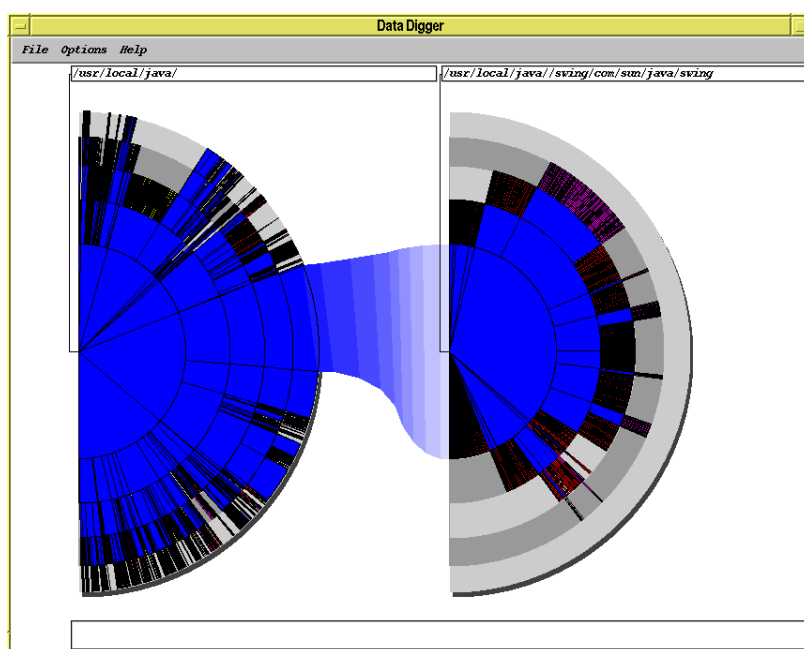 Data Digger
File Options Help
/usr/local/java/
/usr/local/java//swing/com/sun/java/swing